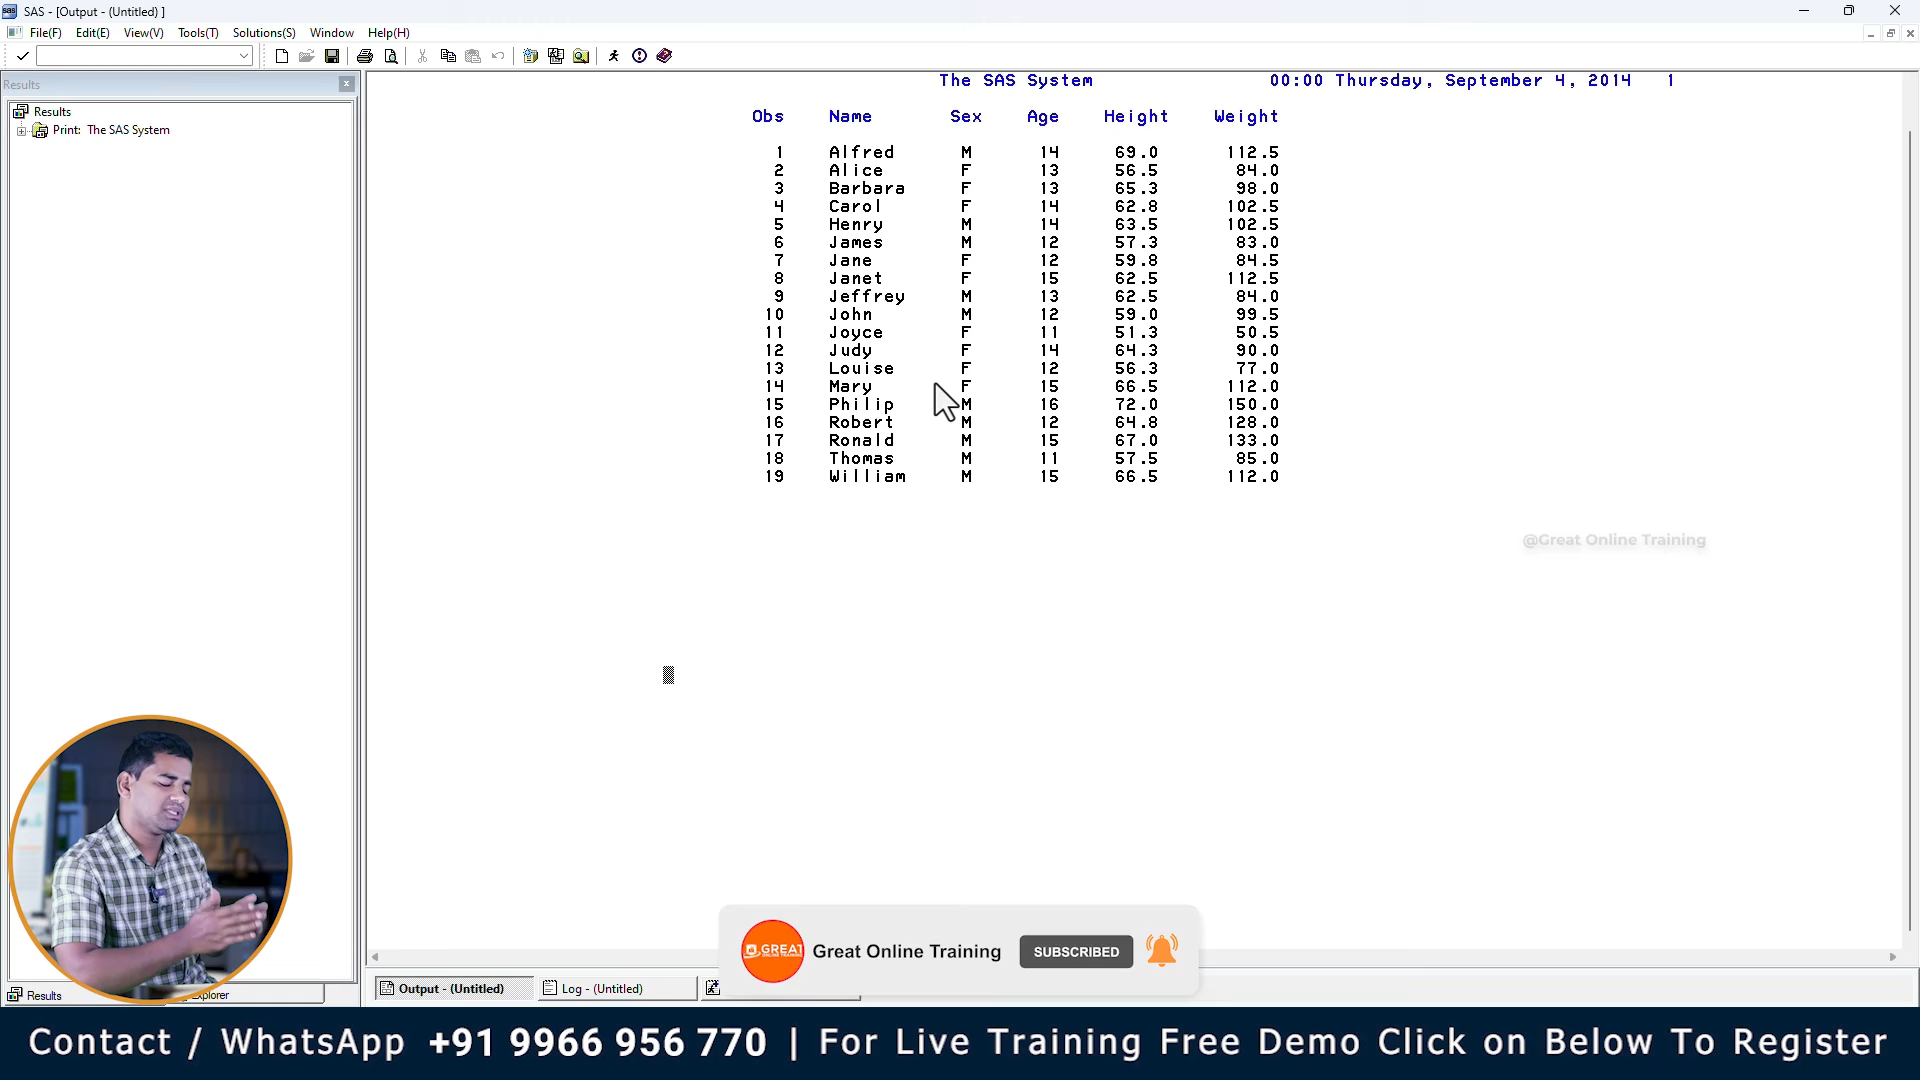 SAS - [Output - (Untitled) ]
File(F) Edit(E) View(V) Tools(T) Solutions(S) Window Help(H)
Results
Results
Print: The SAS System
The SAS System 00:00 Thursday, September 4, 2014 1
Obs Name Sex Age Height Weight
1 Alfred M 14 69.0 112.5
2 Alice F 13 56.5 84.0
3 Barbara F 13 65.3 98.0
4 Carol F 14 62.8 102.5
5 Henry M 14 63.5 102.5
6 James M 12 57.3 83.0
7 Jane F 12 59.8 84.5
8 Janet F 15 62.5 112.5
9 Jeffrey M 13 62.5 84.0
10 John M 12 59.0 99.5
11 Joyce F 11 51.3 50.5
12 Judy F 14 64.3 90.0
13 Louise F 12 56.3 77.0
14 Mary F 15 66.5 112.0
15 Philip M 16 72.0 150.0
16 Robert M 12 64.8 128.0
17 Ronald M 15 67.0 133.0
18 Thomas M 11 57.5 85.0
19 William M 15 66.5 112.0
@Great Online Training
GREAT
Great Online Training SUBSCRIBED
Output - (Untitled) Log - (Untitled)
Results xplorer
Contact / WhatsApp +91 9966 956 770 | For Live Training Free Demo Click on Below To Register